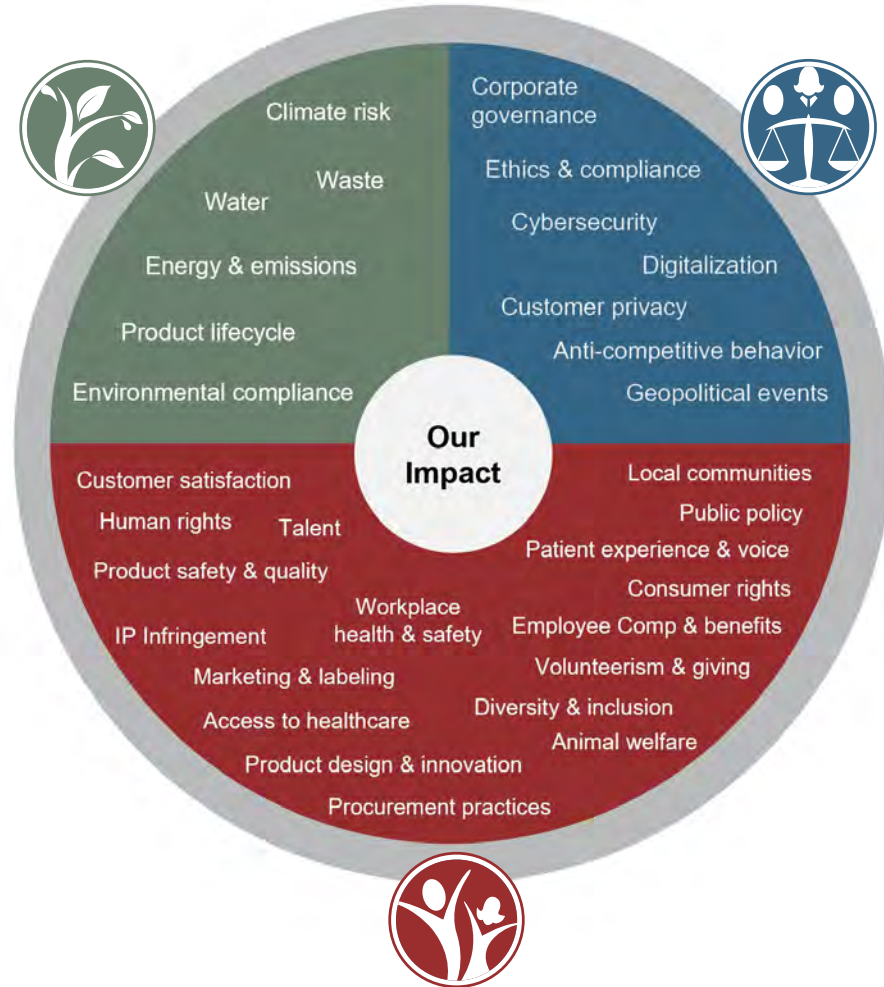 Climate risk
Waste
Water
Energy & emissions
Product lifecycle
Environmental compliance
Corporate
governance
Ethics & compliance
Cybersecurity
Digitalization
Customer privacy
Anti-competitive behavior
Geopolitical events
Our
Impact
Customer satisfaction
Human rights
Talent
Product safety & quality
IP Infringement
Workplace
health & safety
Marketing & labeling
Access to healthcare
Product design & innovation
Procurement practices
Local communities
Public policy
Patient experience & voice
Consumer rights
Employee Comp & benefits
Volunteerism & giving
Diversity & inclusion
Animal welfare